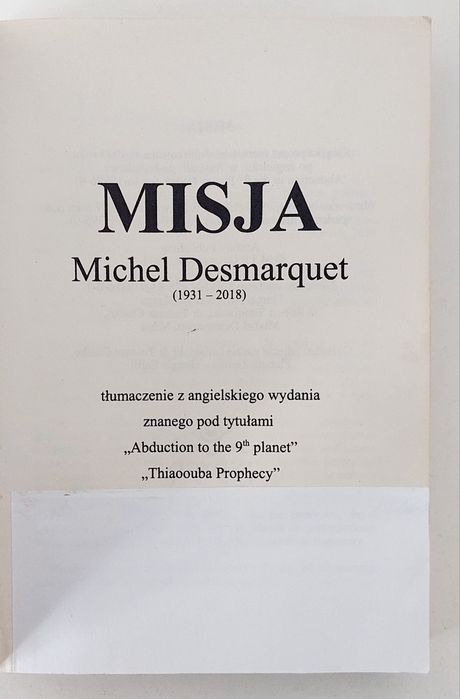 MISJA
Michel Desmarquet
(1931 – 2018)
tłumaczenie z angielskiego wydania
znanego pod tytułami
„Abduction to the 9th planet”
„Thiaoouba Prophecy”